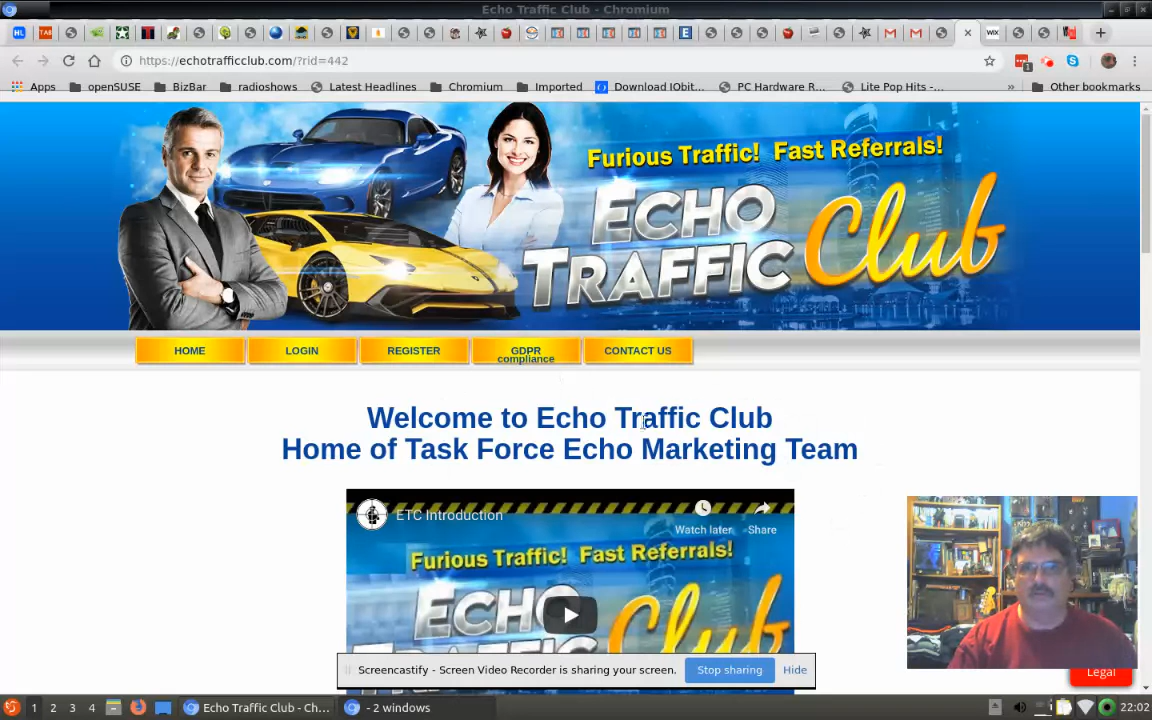 Echo Traffic Club - Chromium
https://echotrafficclub.com/?rid=442
Apps openSUSE BizBar radioshows Latest Headlines Chromium Imported Download IObit... PC Hardware R... Lite Pop Hits -... » Other bookmarks
Furious Traffic! Fast Referrals!
ECHO
TRAFFIC Club
HOME LOGIN REGISTER GDPR compliance CONTACT US
Welcome to Echo Traffic Club
Home of Task Force Echo Marketing Team
ETC Introduction
Watch later Share
Furious Traffic! Fast Referrals!
ECHO
Club
Screencastify - Screen Video Recorder is sharing your screen. Stop sharing Hide
Legal
1 2 3 4 Echo Traffic Club - Ch... - 2 windows 22:02